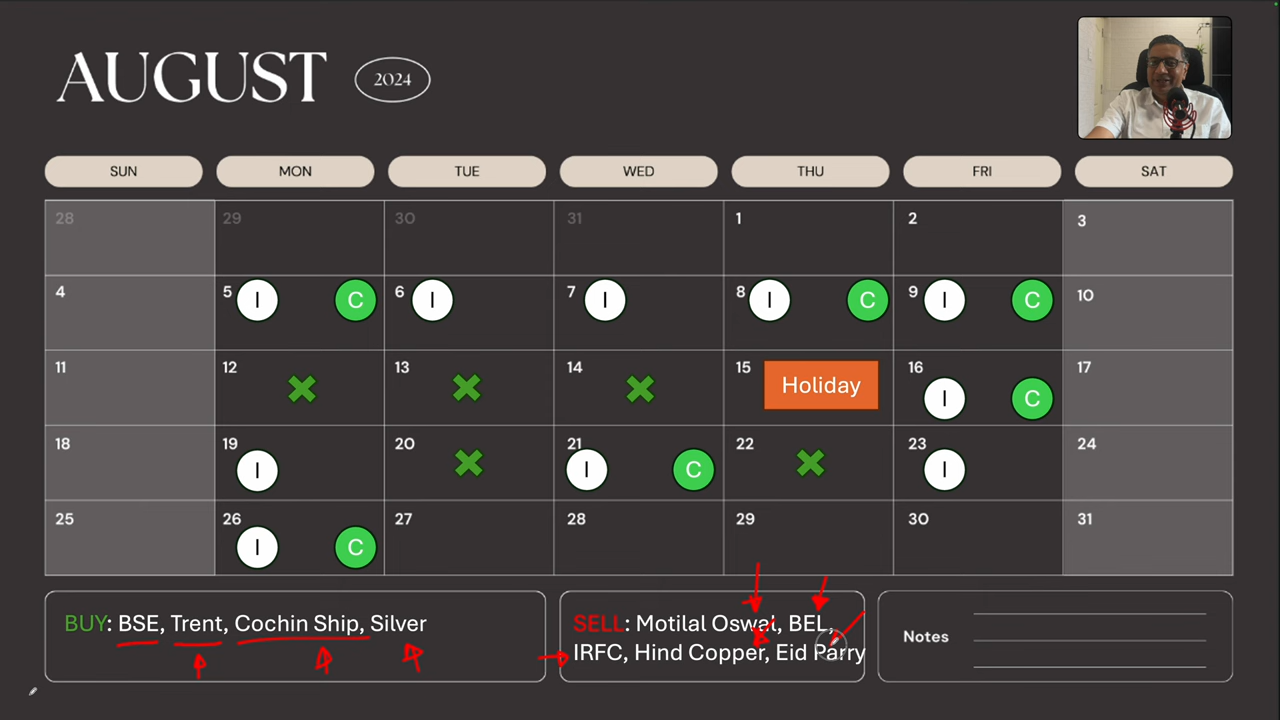 AUGUST 2024
SUN MON TUE WED THU FRI SAT
28 29 30 31 1 2 3
4 5 I C 6 I 7 I 8 I C 9 I C 10
11 12 13 14 15 Holiday 16 I C 17
18 19 I 20 21 I C 22 23 I 24
25 26 I C 27 28 29 30 31
BUY: BSE, Trent, Cochin Ship, Silver
SELL: Motilal Oswal, BEL,
IRFC, Hind Copper, Eid Parry
Notes